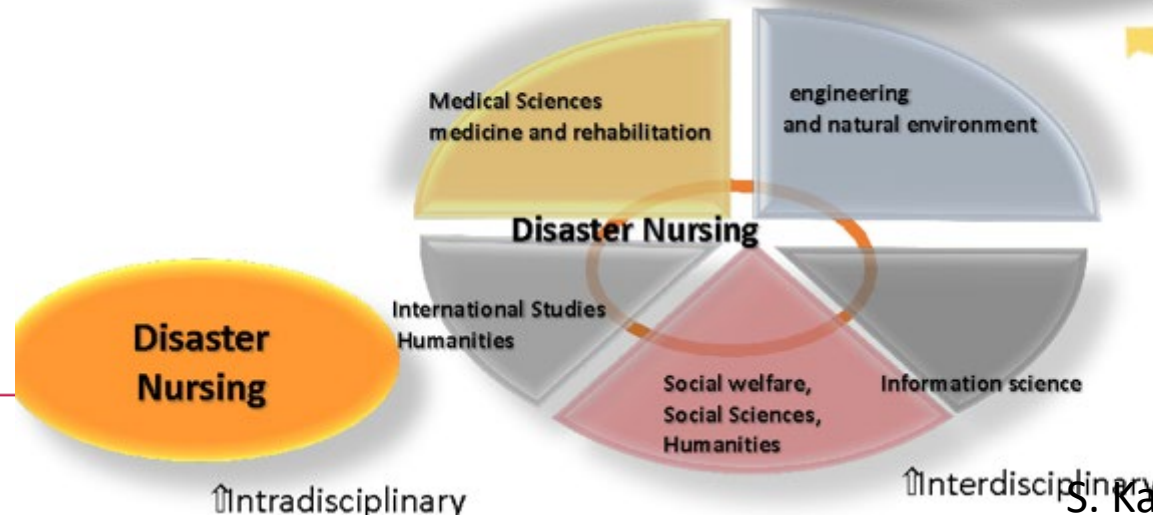 Medical Sciences
medicine and rehabilitation
engineering
and natural environment
Disaster Nursing
International Studies
Humanities
Disaster
Nursing
Social welfare,
Social Sciences,
Humanities
Information science
⇧Intradisciplinary
⇧Interdisciplinary
S. Ka